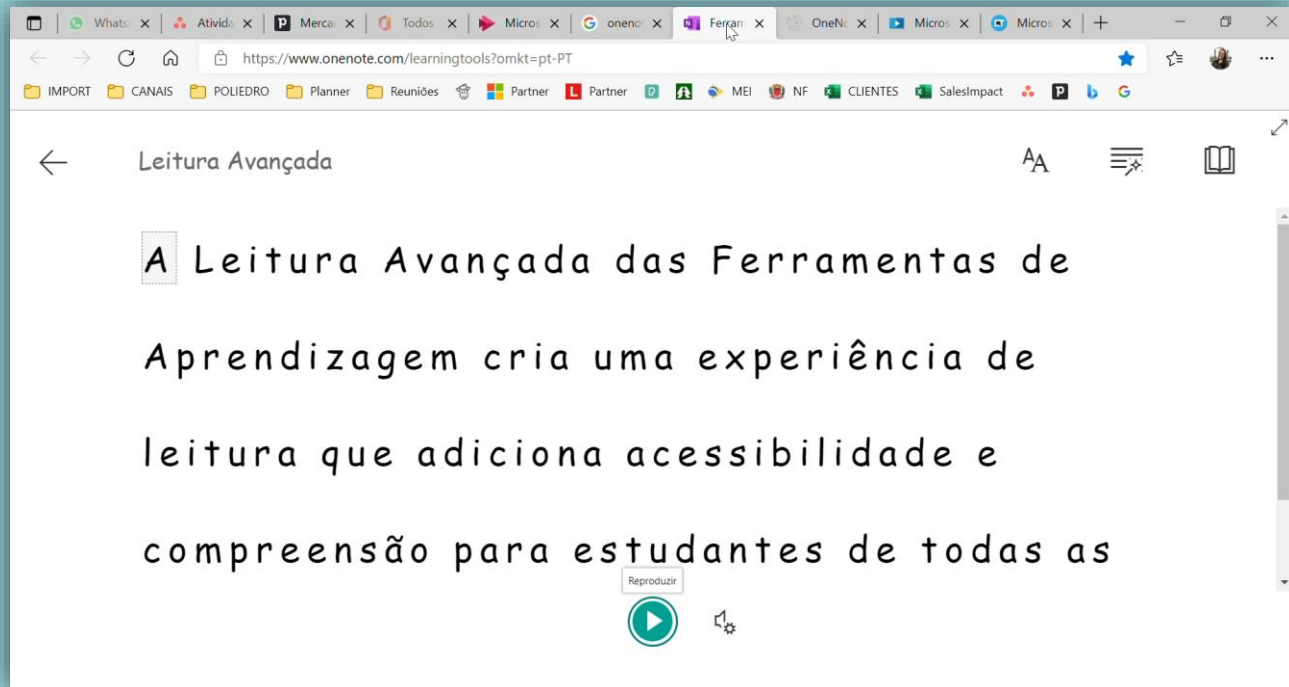 Whats Ativida Merca Todos Micros oneno Ferram OneNo Micros Micros
https://www.onenote.com/learningtools?omkt=pt-PT
IMPORT CANAIS POLIEDRO Planner Reuniões Partner L Partner D MEI NF CLIENTES SalesImpact
Leitura Avançada
A Leitura Avançada das Ferramentas de
Aprendizagem cria uma experiência de
leitura que adiciona acessibilidade e
compreensão para estudantes de todas as
Reproduzir